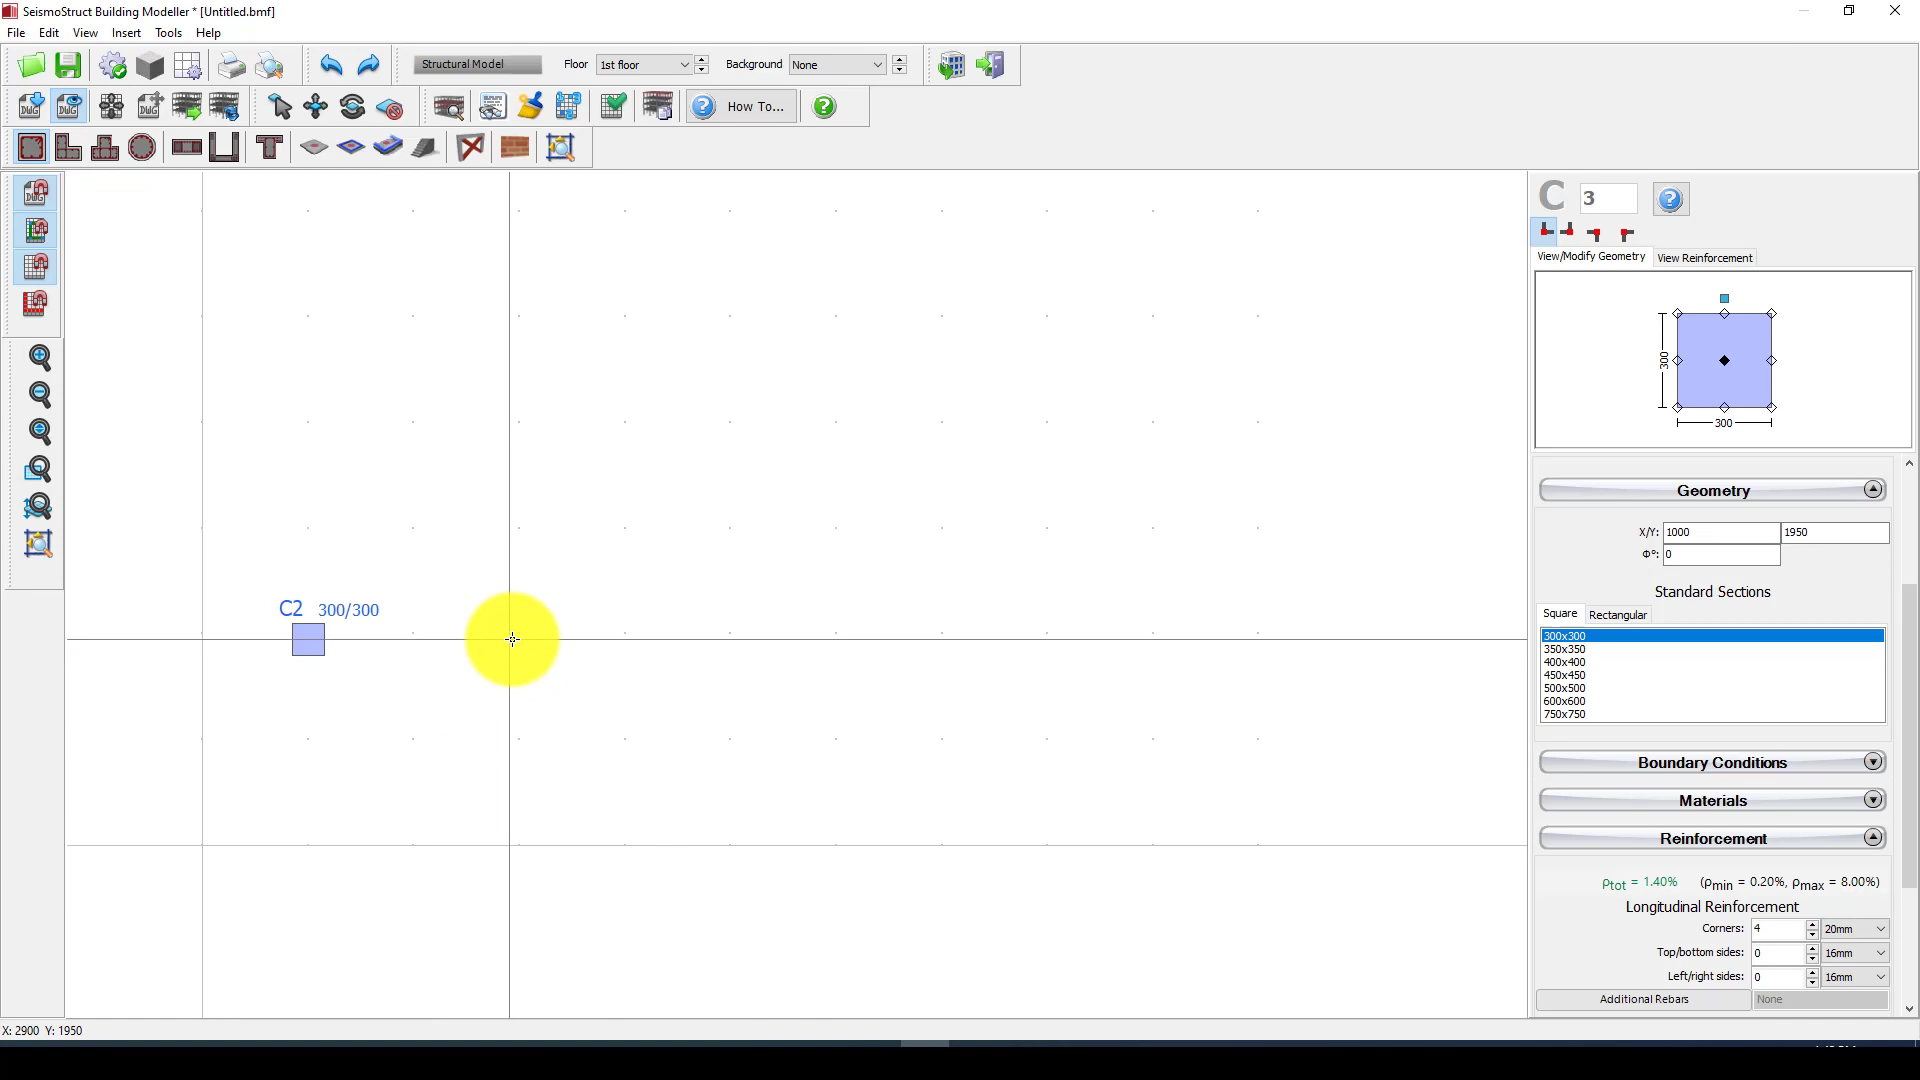 SeismoStruct Building Modeller * [Untitled.bmf]
File Edit View Insert Tools Help
Structural Model Floor 1st floor Background None
DWG DWG DWG How To...
DWG
C 3
View/Modify Geometry View Reinforcement
300
300
Geometry
X/Y: 1000 1950
Φ°: 0
Standard Sections
Square Rectangular
300x300
350x350
400x400
450x450
500x500
600x600
750x750
C2 300/300
Boundary Conditions
Materials
Reinforcement
ρtot = 1.40% (ρmin = 0.20%, ρmax = 8.00%)
Longitudinal Reinforcement
Corners: 4 20mm
Top/bottom sides: 0 16mm
Left/right sides: 0 16mm
Additional Rebars None
X: 2900 Y: 1950